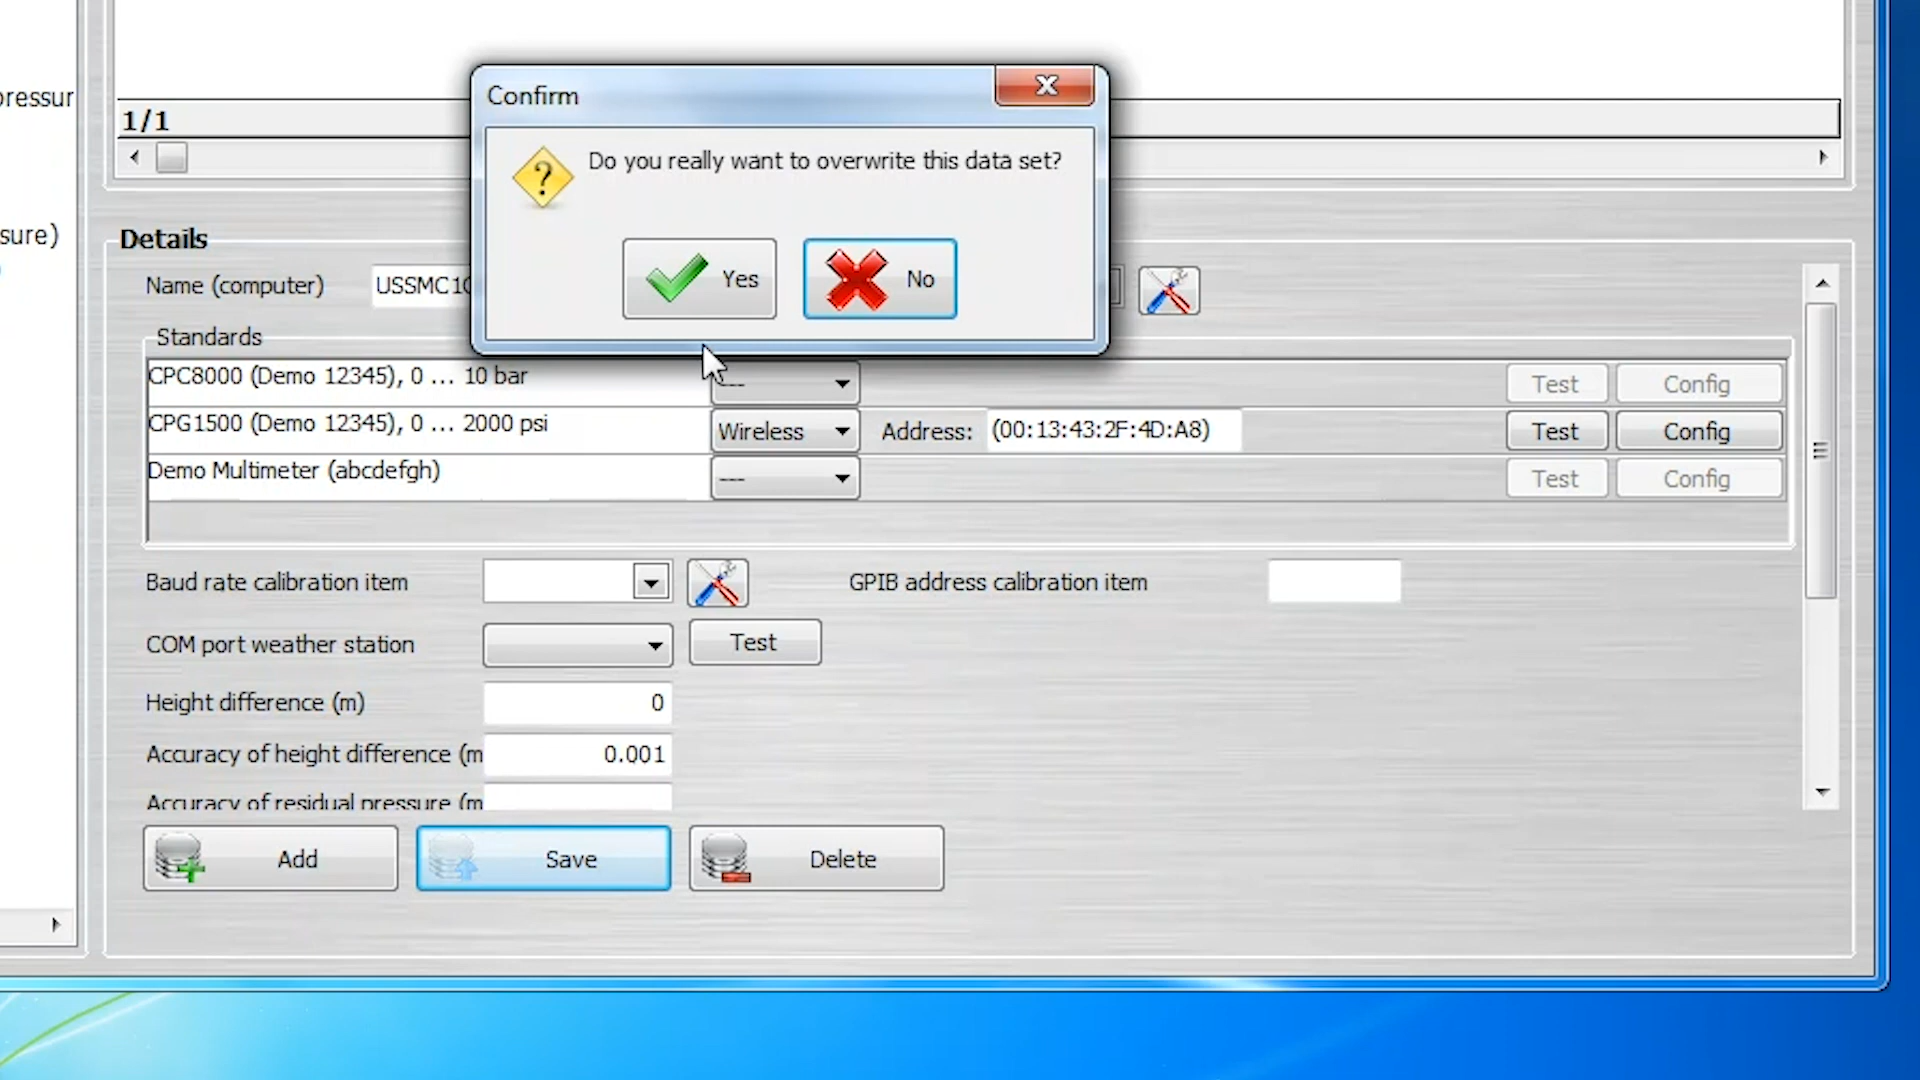 pressur
1/1
Confirm
Do you really want to overwrite this data set?
Yes
No
sure)
Details
Name (computer)
USSMC1
Standards
CPC8000 (Demo 12345), 0 ... 10 bar
---
Test
Config
CPG1500 (Demo 12345), 0 ... 2000 psi
Wireless
Address:
(00:13:43:2F:4D:A8)
Test
Config
Demo Multimeter (abcdefgh)
---
Test
Config
Baud rate calibration item
GPIB address calibration item
COM port weather station
Test
Height difference (m)
0
Accuracy of height difference (m
0.001
Accuracy of residual pressure (m
Add
Save
Delete